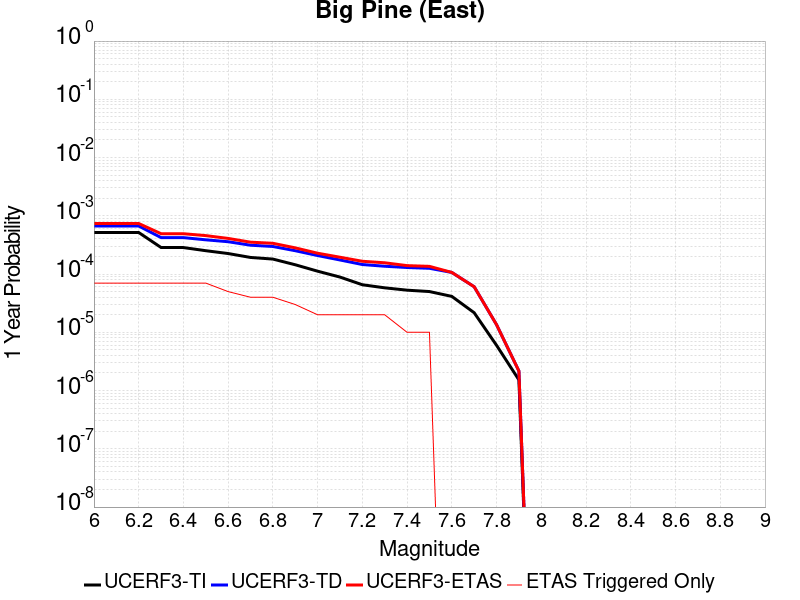 Big Pine (East)
1 Year Probability
10^0
10^-1
10^-2
10^-3
10^-4
10^-5
10^-6
10^-7
10^-8
6 6.2 6.4 6.6 6.8 7 7.2 7.4 7.6 7.8 8 8.2 8.4 8.6 8.8 9
Magnitude
UCERF3-TI UCERF3-TD UCERF3-ETAS ETAS Triggered Only